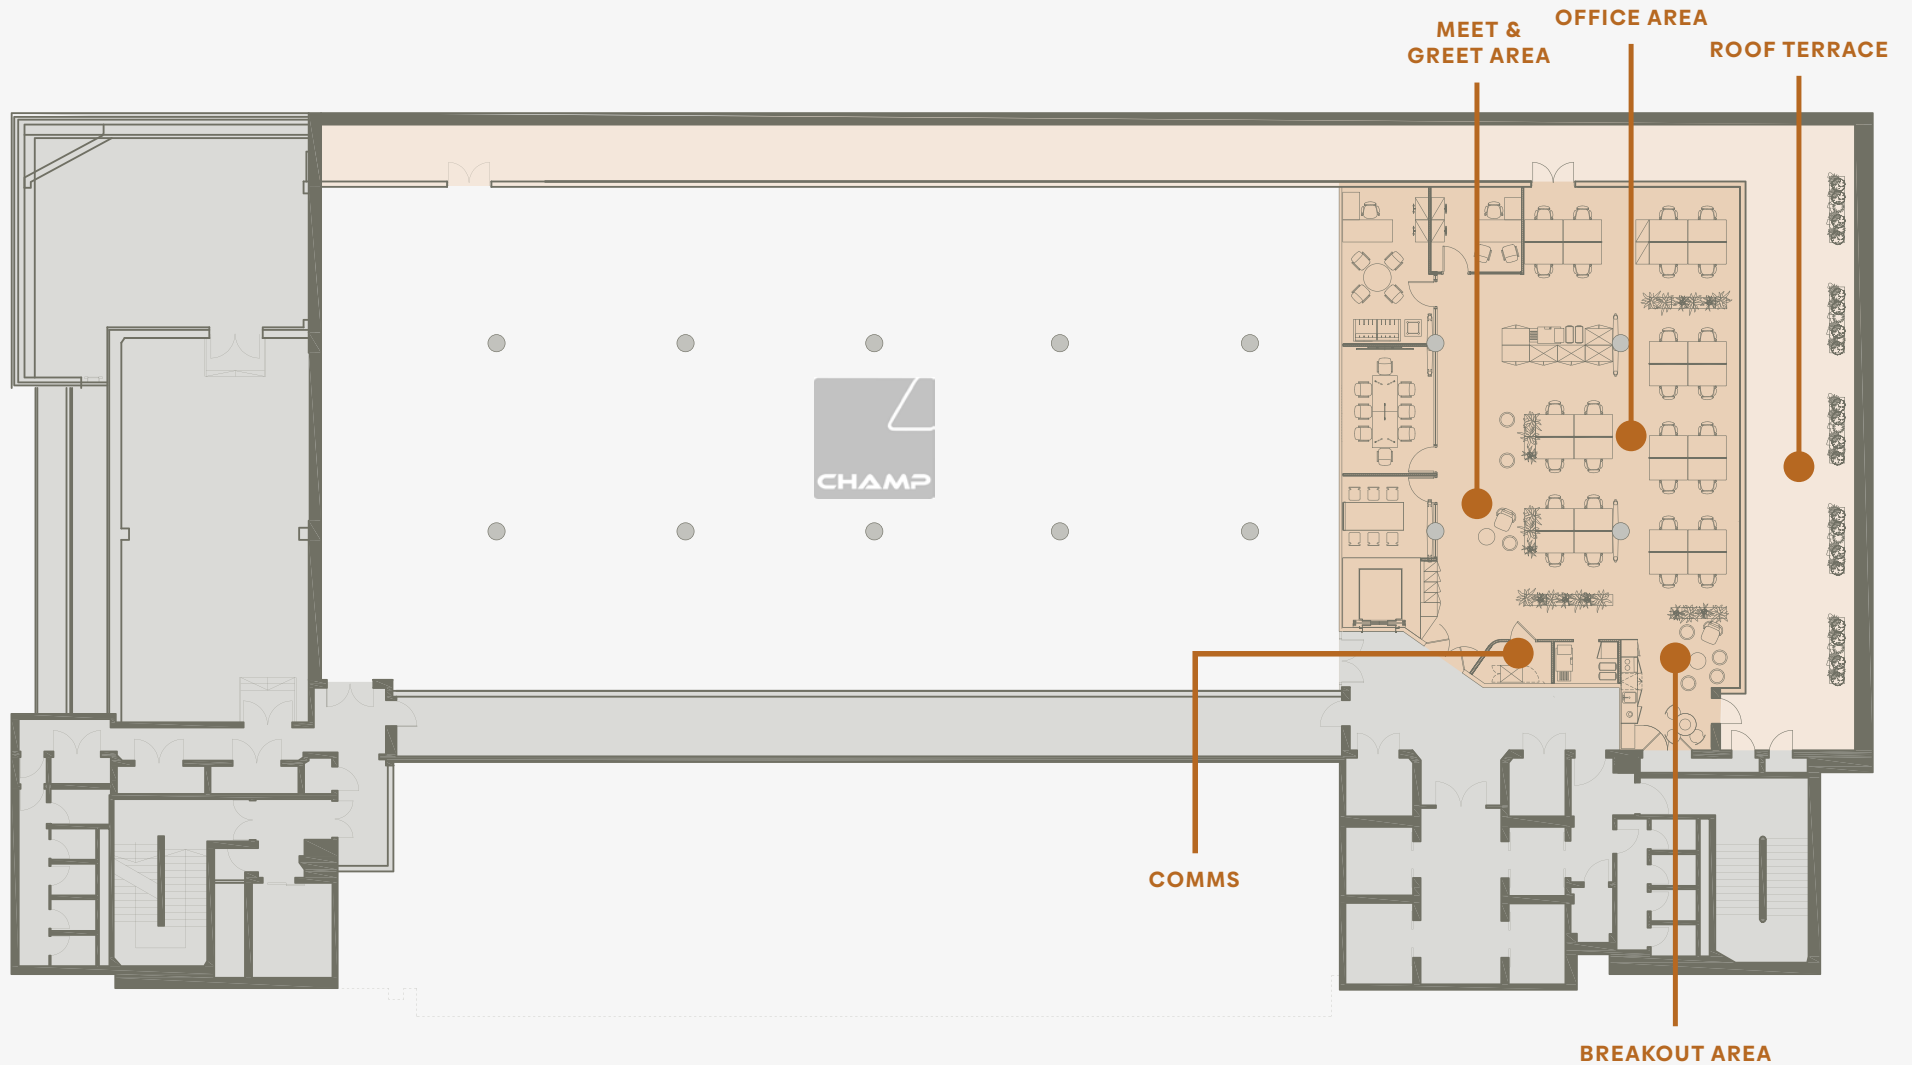 OFFICE AREA
MEET &
GREET AREA
ROOF TERRACE
CHAMP
COMMS
BREAKOUT AREA